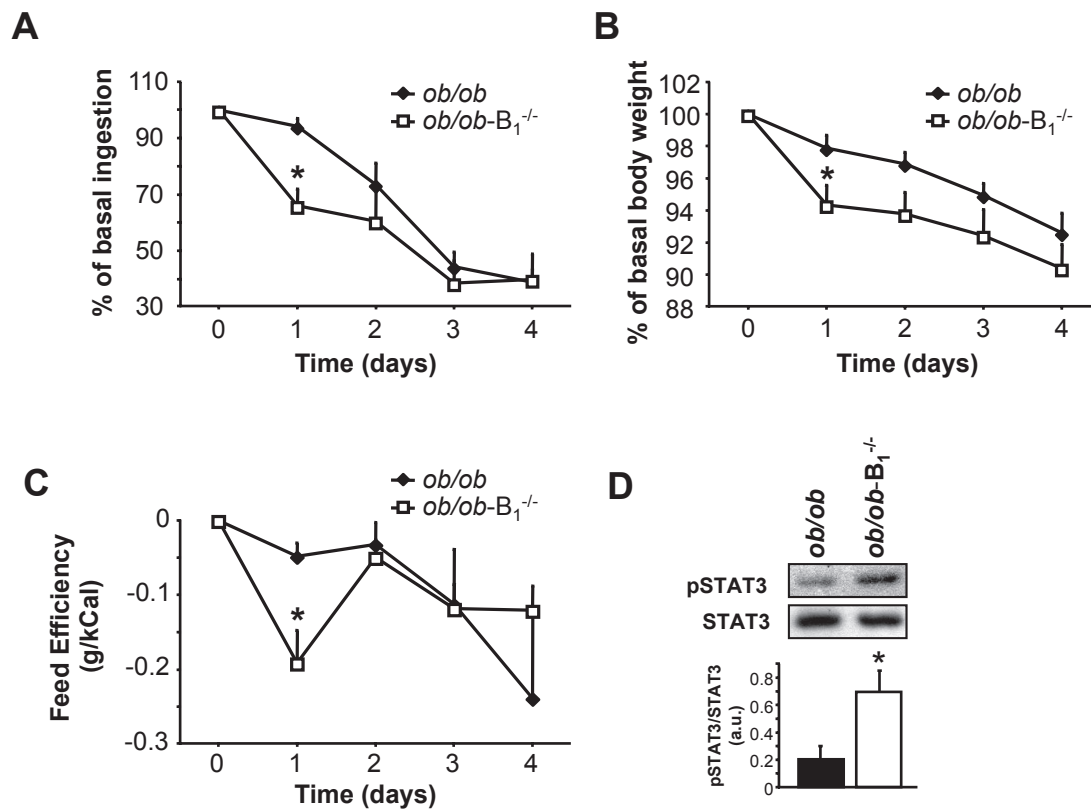 A
% of basal ingestion
110
90
70
50
30
ob/ob
ob/ob-B₁⁻/⁻
*
0 1 2 3 4
Time (days)
B
% of basal body weight
102
100
98
96
94
92
90
88
ob/ob
ob/ob-B₁⁻/⁻
*
0 1 2 3 4
Time (days)
C
Feed Efficiency
(g/kCal)
0
-0.1
-0.2
-0.3
ob/ob
ob/ob-B₁⁻/⁻
*
0 1 2 3 4
Time (days)
D
ob/ob
ob/ob-B₁⁻/⁻
pSTAT3
STAT3
pSTAT3/STAT3
(a.u.)
0.8
0.6
0.4
0.2
0
*